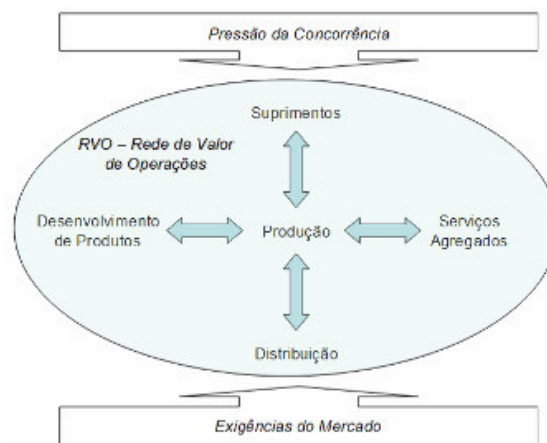 Pressão da Concorrência
Suprimentos
RVO – Rede de Valor
de Operações
Desenvolvimento
de Produtos
Produção
Serviços
Agregados
Distribuição
Exigências do Mercado